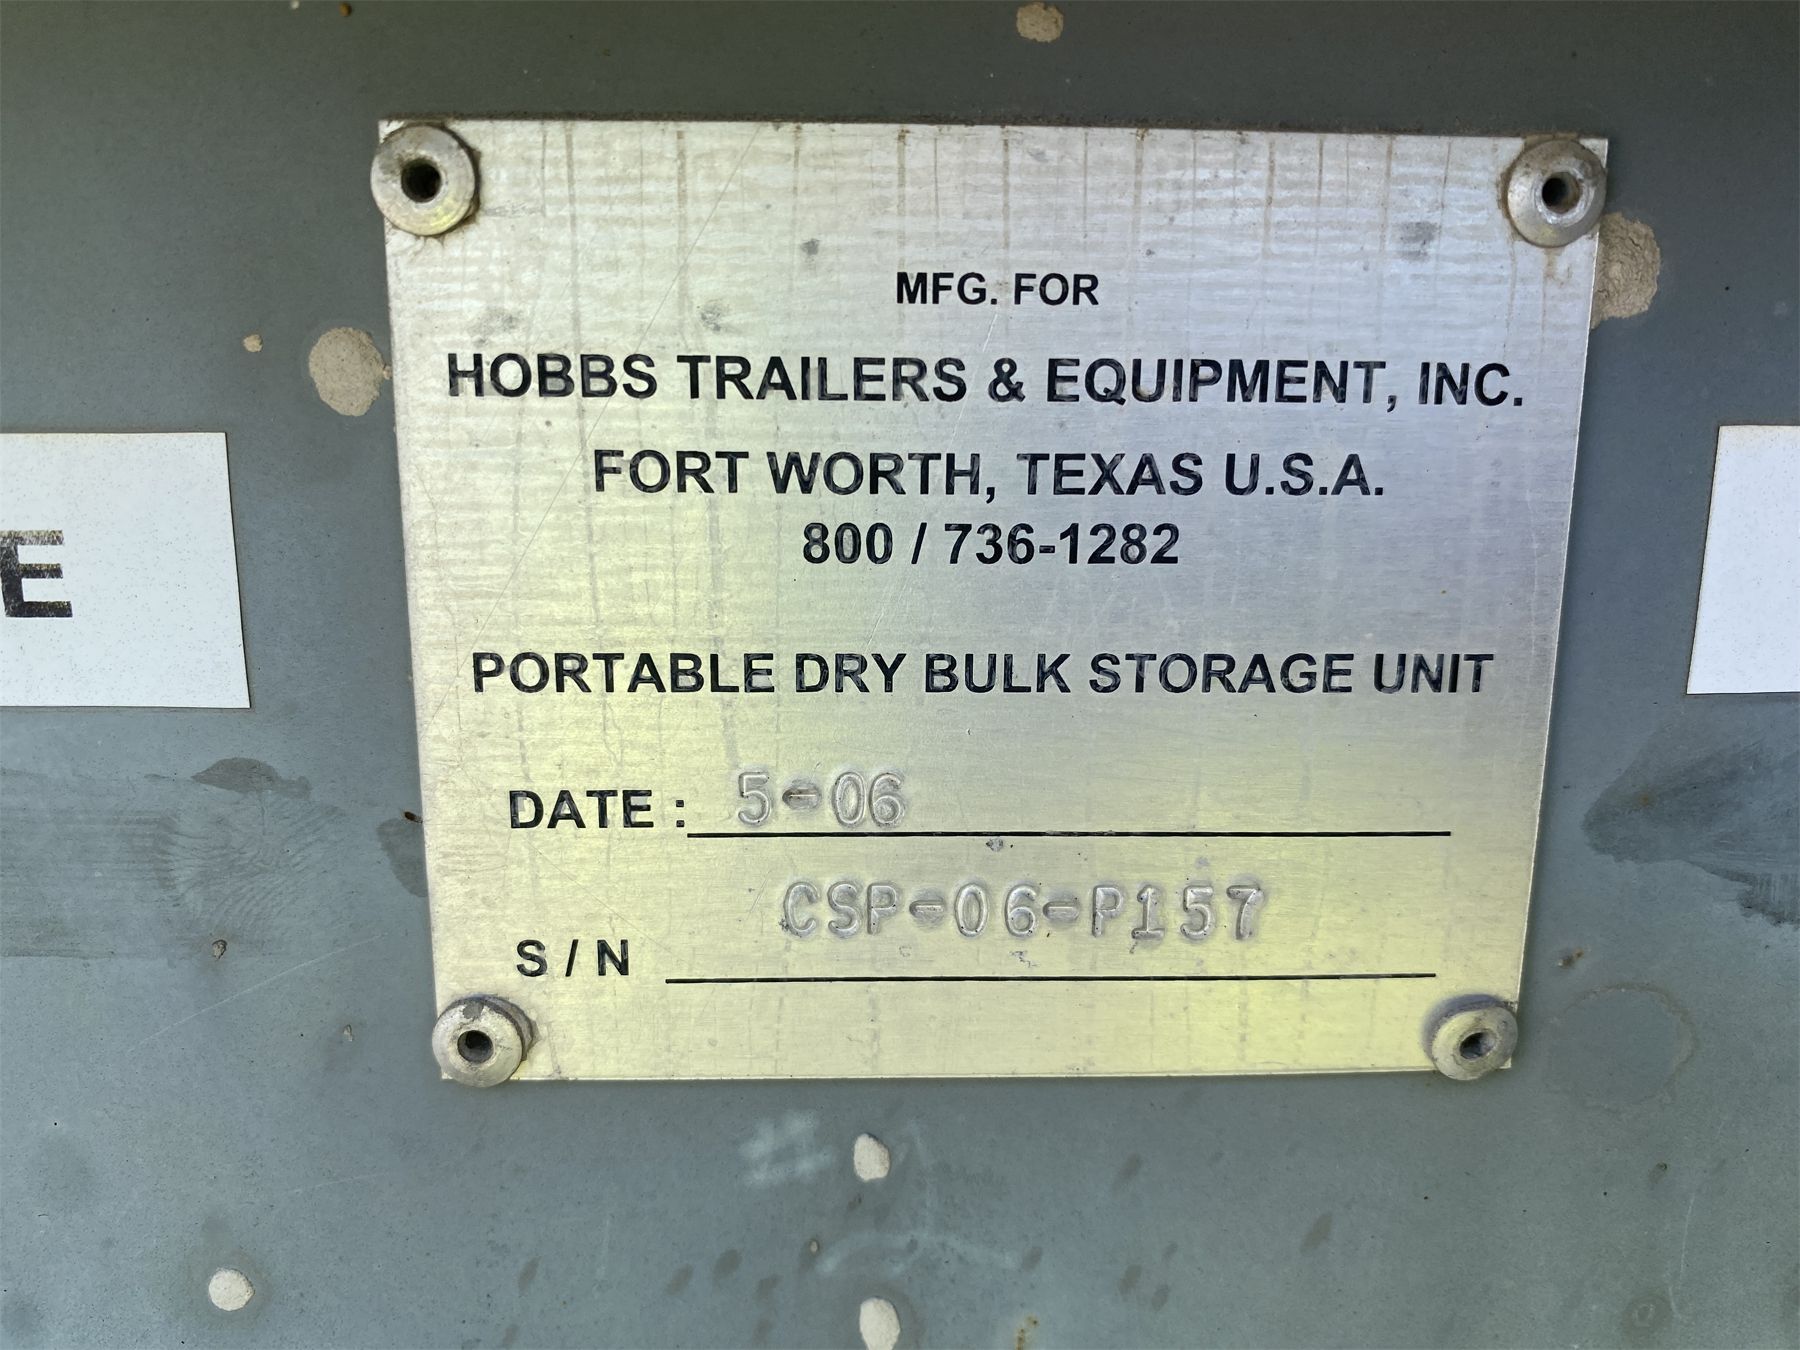 MFG. FOR
HOBBS TRAILERS & EQUIPMENT, INC.
FORT WORTH, TEXAS U.S.A.
800 / 736-1282
E
PORTABLE DRY BULK STORAGE UNIT
DATE : 5-06
S / N CSP-06-P157